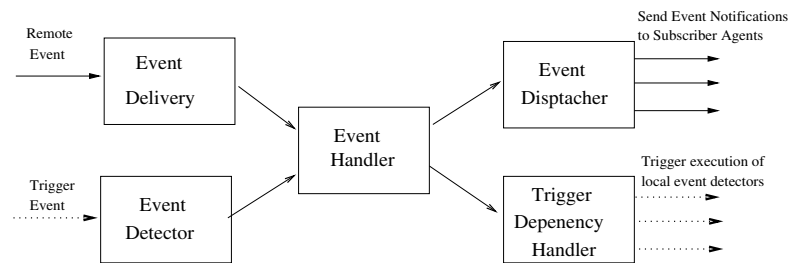 Remote
Event
Event
Delivery
Trigger
Event
Event
Detector
Event
Handler
Event
Disptacher
Send Event Notifications
to Subscriber Agents
Trigger
Depenency
Handler
Trigger execution of
local event detectors